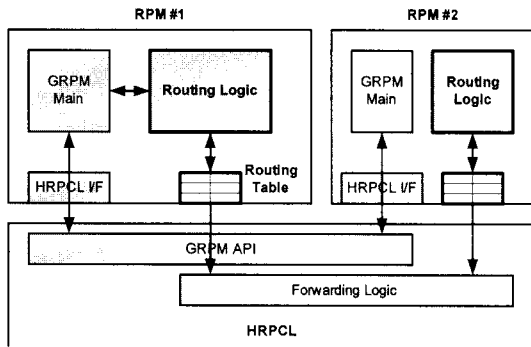 RPM #1
RPM #2
GRPM
Main
Routing Logic
GRPM
Main
Routing
Logic
HRPCL I/F
Routing
Table
HRPCL I/F
GRPM API
Forwarding Logic
HRPCL